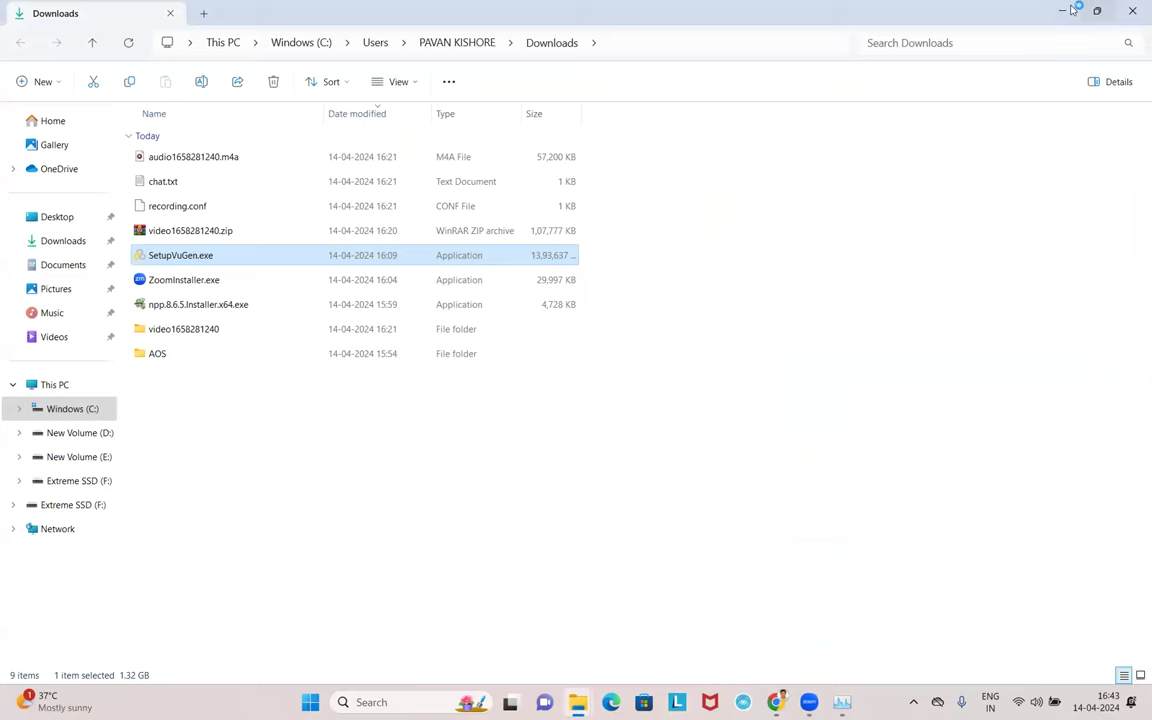 Downloads
This PC Windows (C:) Users PAVAN KISHORE Downloads
Search Downloads
New
Sort
View
Details
Home
Gallery
OneDrive
Desktop
Downloads
Documents
Pictures
Music
Videos
This PC
Windows (C:)
New Volume (D:)
New Volume (E:)
Extreme SSD (F:)
Extreme SSD (F:)
Network
Name Date modified Type Size
Today
audio1658281240.m4a 14-04-2024 16:21 M4A File 57,200 KB
chat.txt 14-04-2024 16:21 Text Document 1 KB
recording.conf 14-04-2024 16:21 CONF File 1 KB
video1658281240.zip 14-04-2024 16:20 WinRAR ZIP archive 1,07,777 KB
SetupVuGen.exe 14-04-2024 16:09 Application 13,93,637 ...
ZoomInstaller.exe 14-04-2024 16:04 Application 29,997 KB
npp.8.6.5.Installer.x64.exe 14-04-2024 15:59 Application 4,728 KB
video1658281240 14-04-2024 16:21 File folder
AOS 14-04-2024 15:54 File folder
9 items 1 item selected 1.32 GB
1
37°C
Mostly sunny
Search
ENG
IN
16:43
14-04-2024